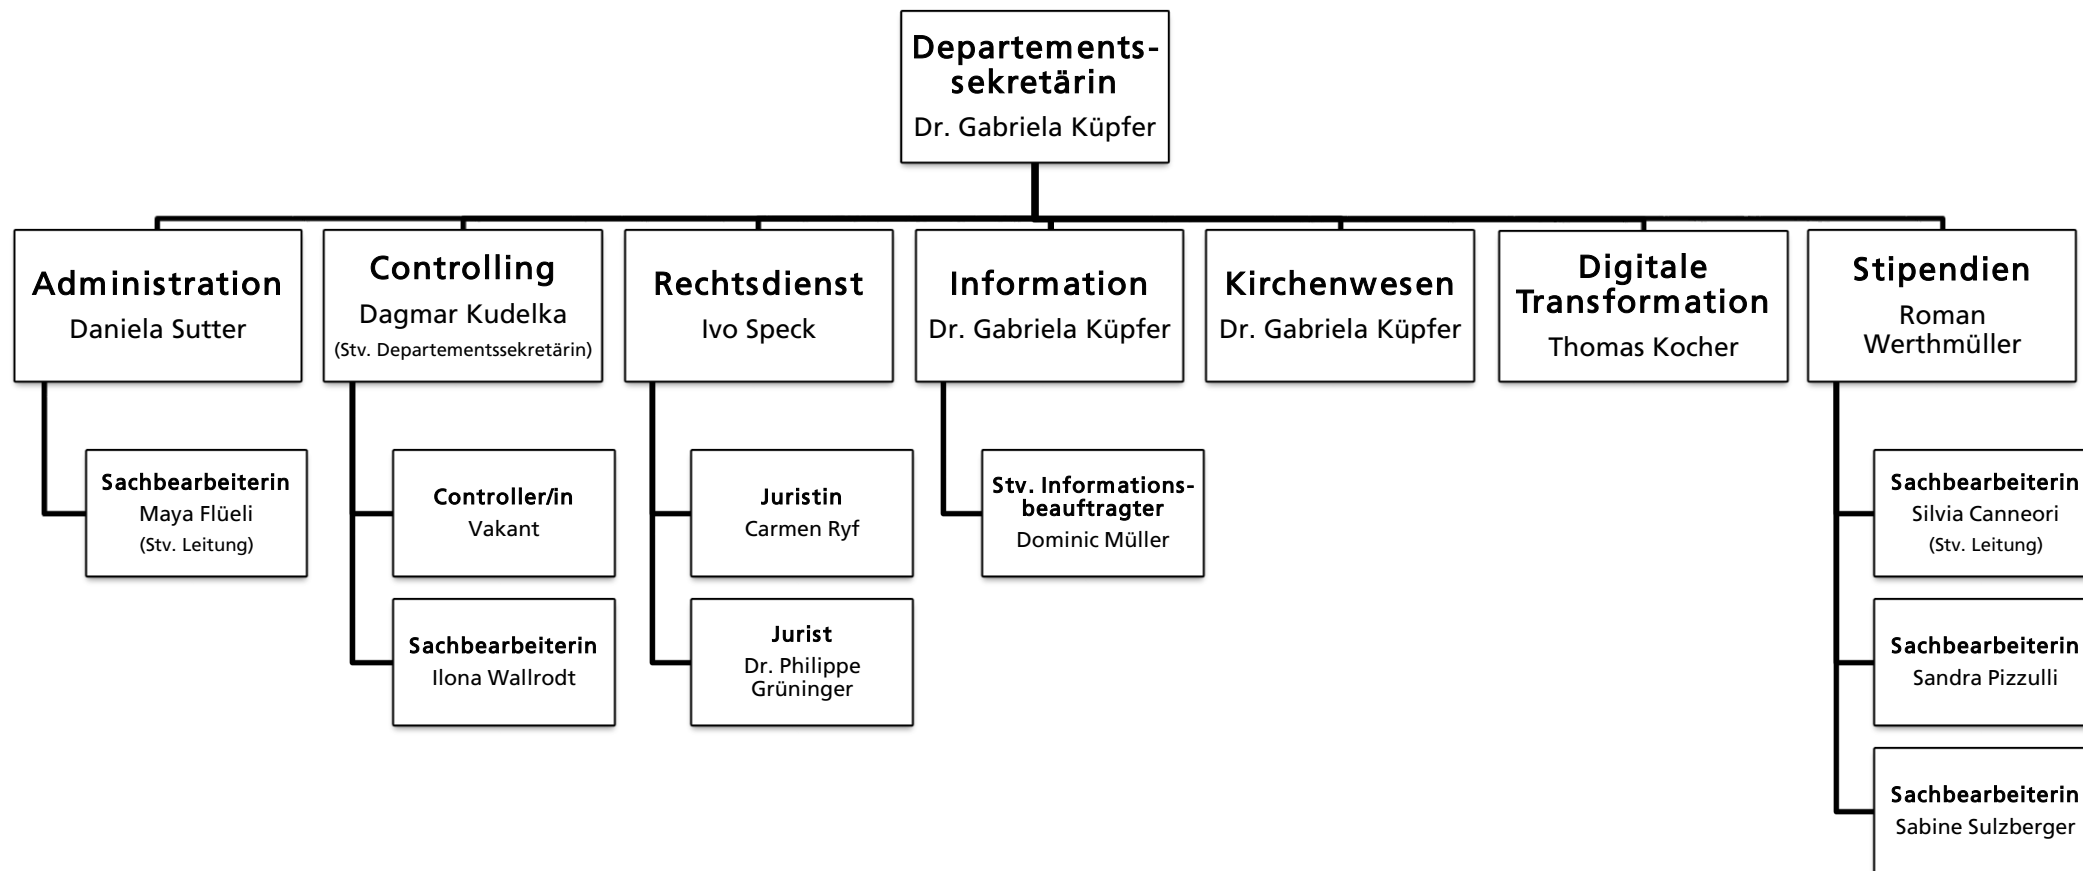 Departements-
sekretärin
Dr. Gabriela Küpfer
Administration
Daniela Sutter
Controlling
Dagmar Kudelka
(Stv. Departementssekretärin)
Rechtsdienst
Ivo Speck
Information
Dr. Gabriela Küpfer
Kirchenwesen
Dr. Gabriela Küpfer
Digitale
Transformation
Thomas Kocher
Stipendien
Roman
Werthmüller
Sachbearbeiterin
Maya Flüeli
(Stv. Leitung)
Controller/in
Vakant
Juristin
Carmen Ryf
Stv. Informations-
beauftragter
Dominic Müller
Sachbearbeiterin
Silvia Canneori
(Stv. Leitung)
Sachbearbeiterin
Ilona Wallrodt
Jurist
Dr. Philippe
Grüninger
Sachbearbeiterin
Sandra Pizzulli
Sachbearbeiterin
Sabine Sulzberger